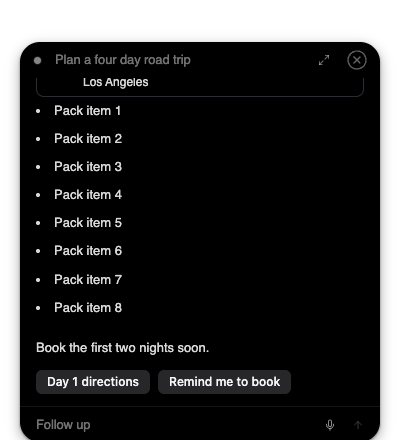 Plan a four day road trip
Los Angeles
Pack item 1
Pack item 2
Pack item 3
Pack item 4
Pack item 5
Pack item 6
Pack item 7
Pack item 8
Book the first two nights soon.
Day 1 directions
Remind me to book
Follow up